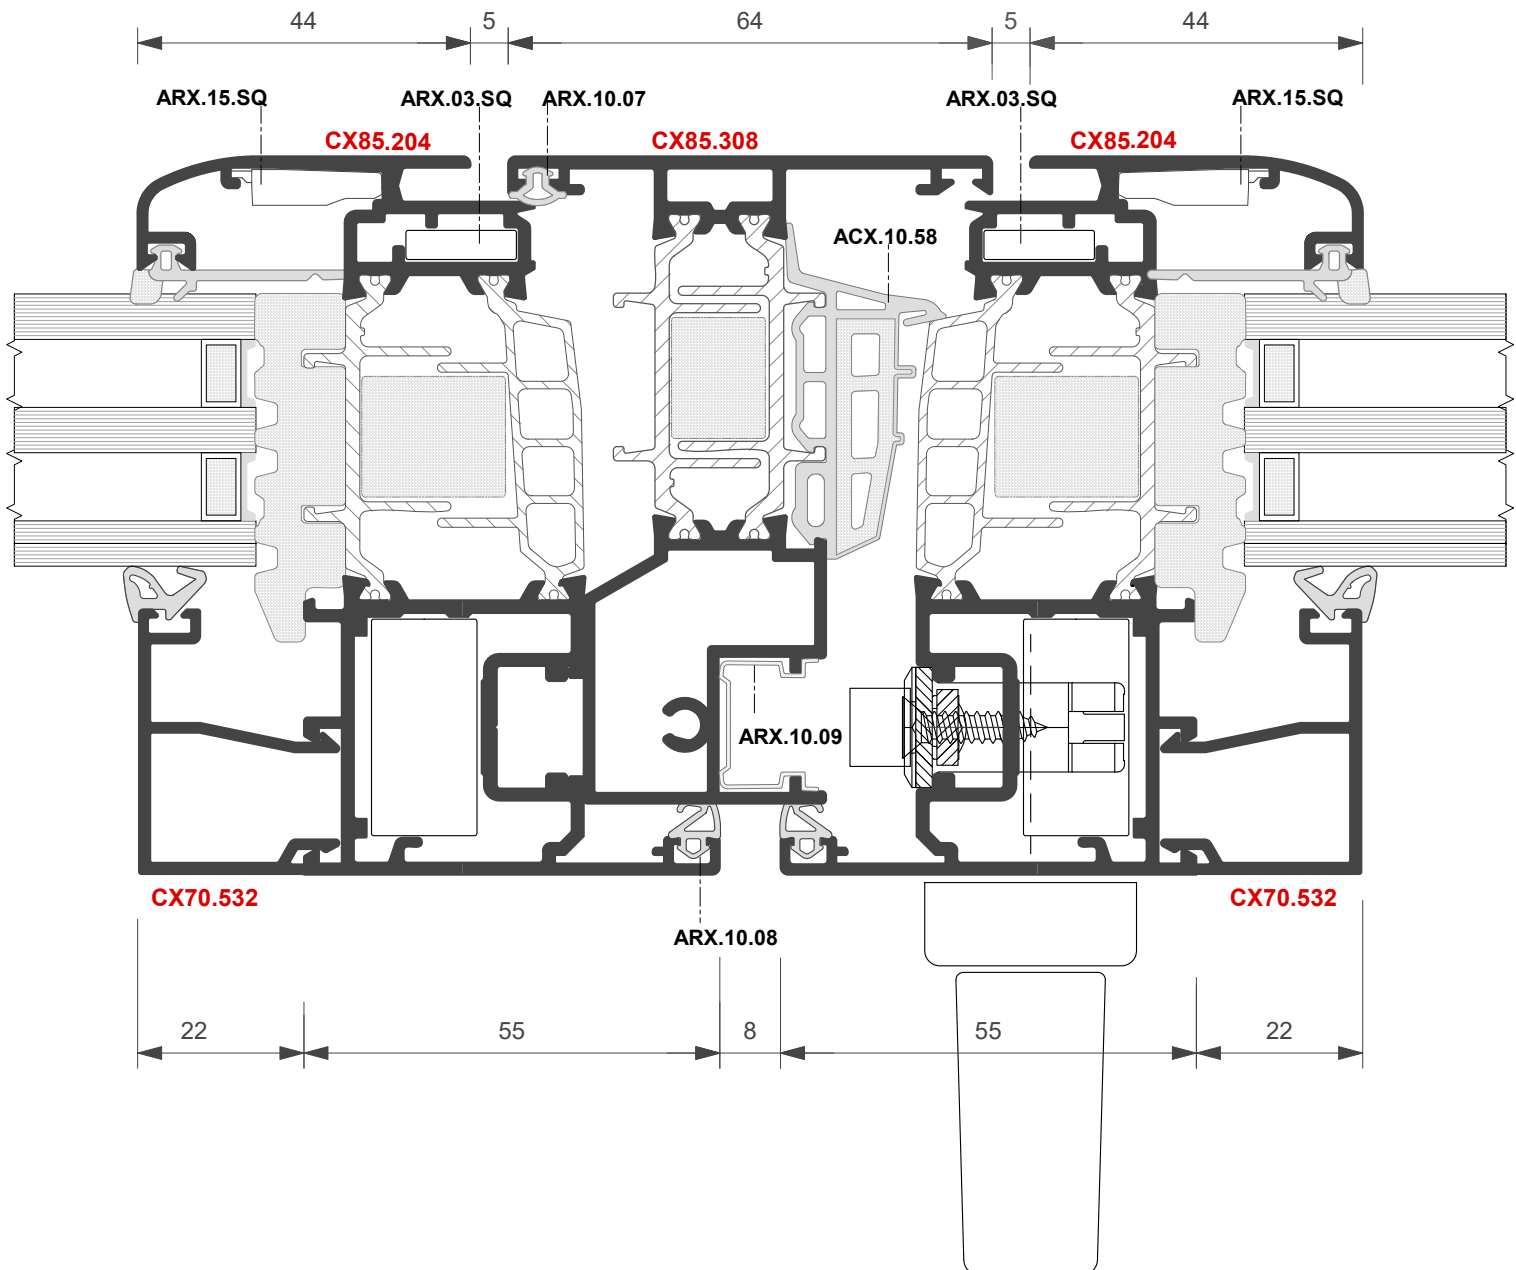 44 5 64 5 44
ARX.15.SQ ARX.03.SQ ARX.10.07 ARX.03.SQ ARX.15.SQ
CX85.204 CX85.308 CX85.204
ACX.10.58
ARX.10.09
CX70.532 CX70.532
ARX.10.08
22 55 8 55 22